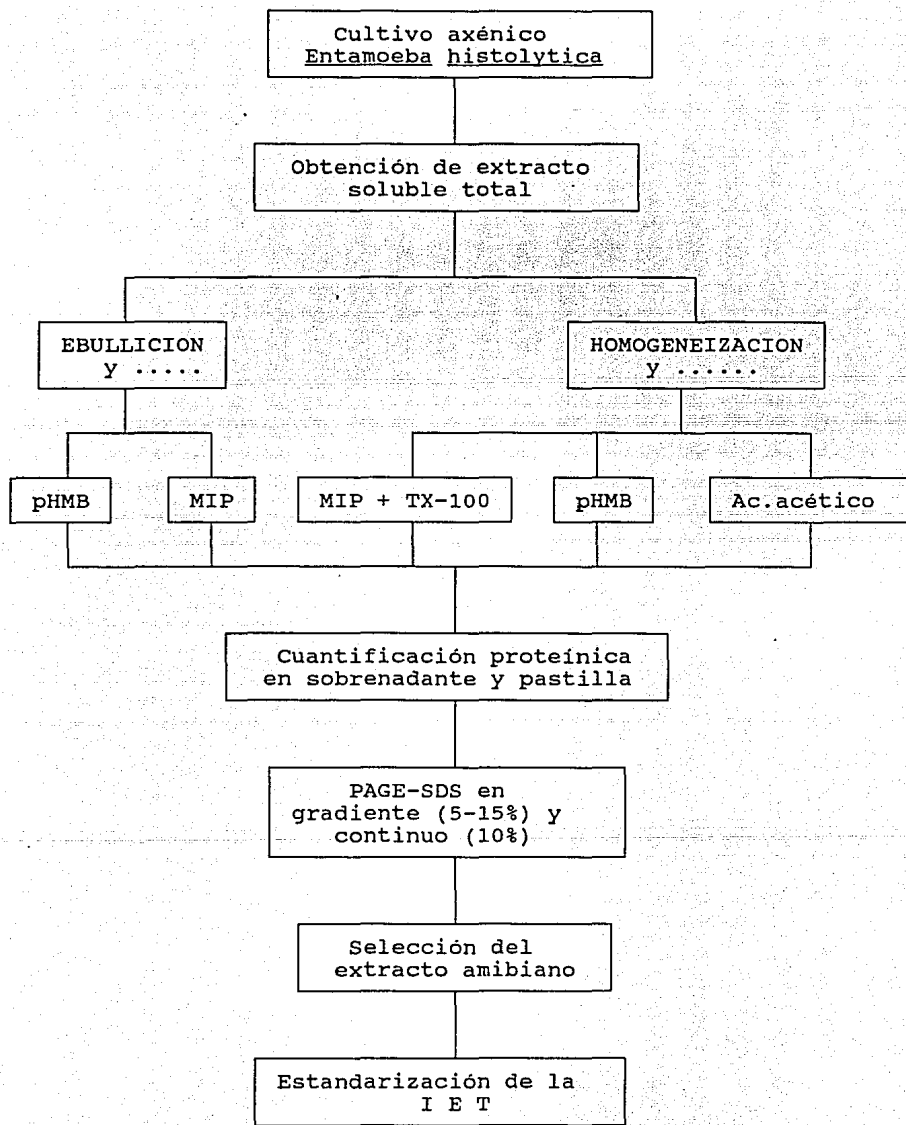 Cultivo axénico
Entamoeba histolytica
Obtención de extracto
soluble total
EBULLICION
y .....
HOMOGENEIZACION
y ......
pHMB
MIP
MIP + TX-100
pHMB
Ac.acético
Cuantificación proteínica
en sobrenadante y pastilla
PAGE-SDS en
gradiente (5-15%) y
continuo (10%)
Selección del
extracto amibiano
Estandarización de la
I E T